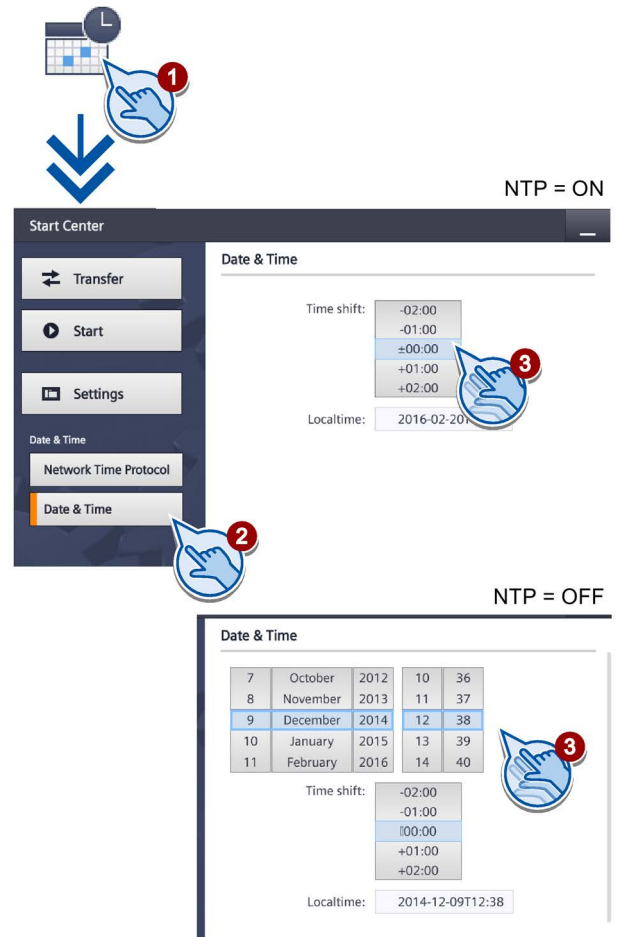 1
NTP = ON
Start Center
Transfer
Start
Settings
Date & Time
Network Time Protocol
Date & Time
2
Date & Time
Time shift:
-02:00
-01:00
±00:00
+01:00
+02:00
3
Localtime: 2016-02-20
NTP = OFF
Date & Time
7 October 2012 10 36
8 November 2013 11 37
9 December 2014 12 38
10 January 2015 13 39
11 February 2016 14 40
3
Time shift:
-02:00
-01:00
▯00:00
+01:00
+02:00
Localtime: 2014-12-09T12:38